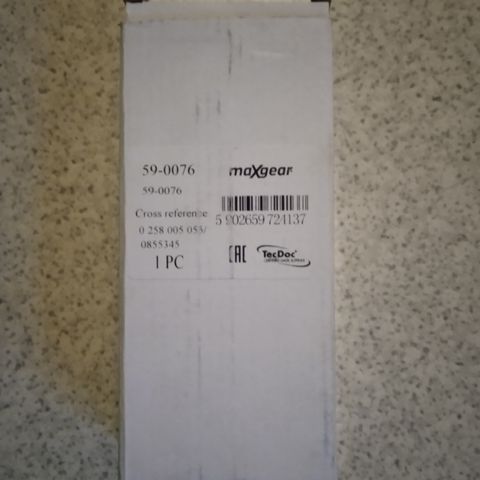 59-0076
maXgear
59-0076
Cross reference
5 902659 724137
0 258 005 053/
0855345
1 PC
EAC
TecDoc